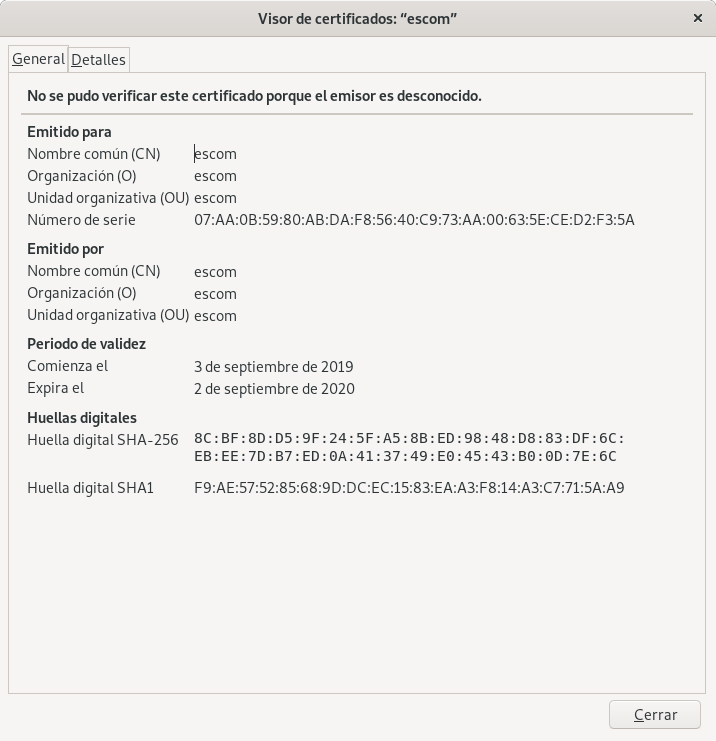 Visor de certificados: “escom”
×
General Detalles
No se pudo verificar este certificado porque el emisor es desconocido.
Emitido para
Nombre común (CN) escom
Organización (O) escom
Unidad organizativa (OU) escom
Número de serie 07:AA:0B:59:80:AB:DA:F8:56:40:C9:73:AA:00:63:5E:CE:D2:F3:5A
Emitido por
Nombre común (CN) escom
Organización (O) escom
Unidad organizativa (OU) escom
Periodo de validez
Comienza el 3 de septiembre de 2019
Expira el 2 de septiembre de 2020
Huellas digitales
Huella digital SHA-256 8C:BF:8D:D5:9F:24:5F:A5:8B:ED:98:48:D8:83:DF:6C:
EB:EE:7D:B7:ED:0A:41:37:49:E0:45:43:B0:0D:7E:6C
Huella digital SHA1 F9:AE:57:52:85:68:9D:DC:EC:15:83:EA:A3:F8:14:A3:C7:71:5A:A9
Cerrar